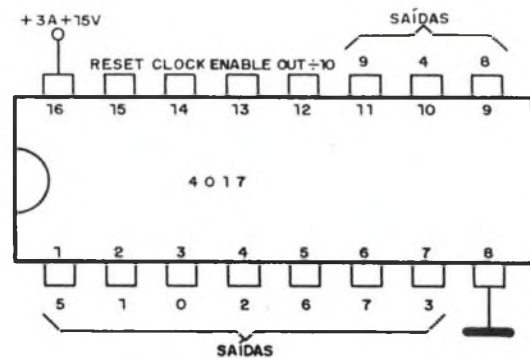 +3A+15V
SAÍDAS
RESET CLOCK ENABLE OUT÷10 9 4 8
16 15 14 13 12 11 10 9
4017
1 2 3 4 5 6 7 8
5 1 0 2 6 7 3
SAÍDAS